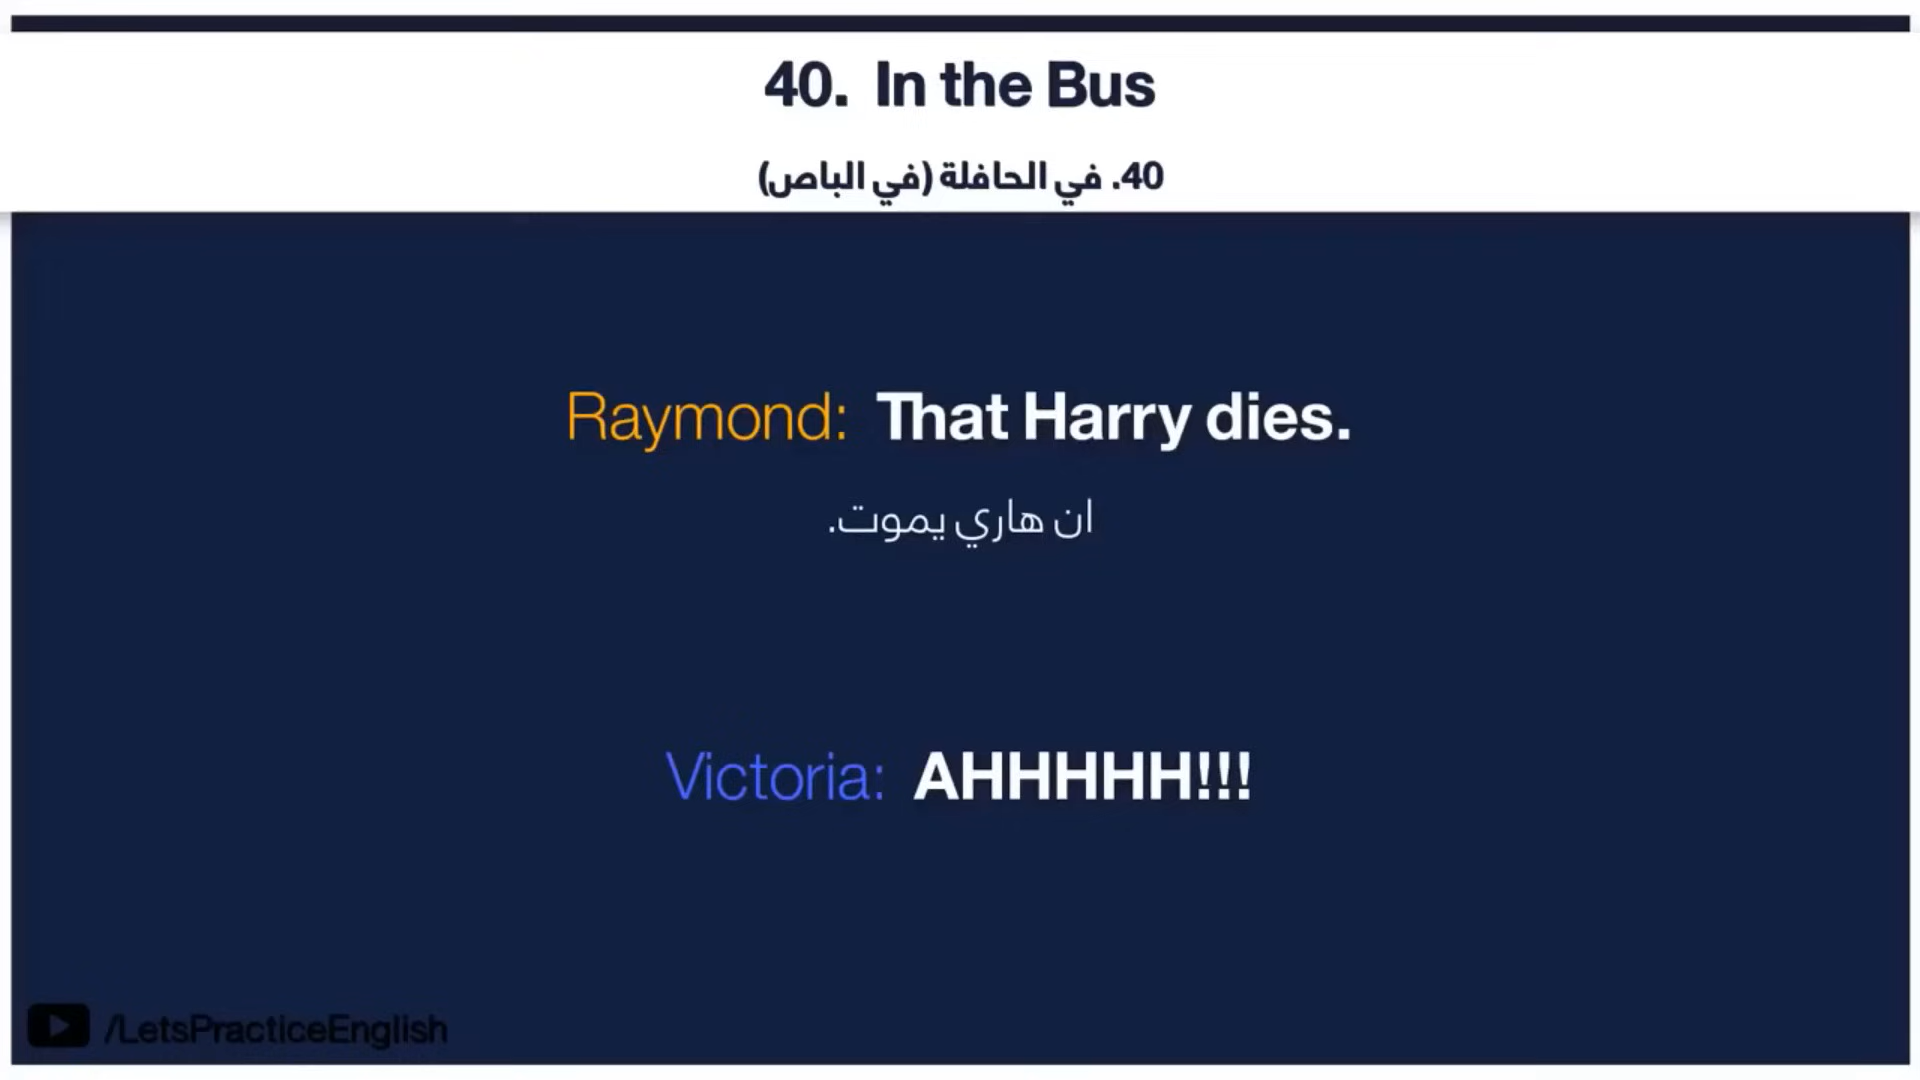 40. In the Bus
40. في الحافلة (في الباص)
Raymond: That Harry dies.
ان هاري يموت.
Victoria: AHHHHH!!!
/LetsPracticeEnglish